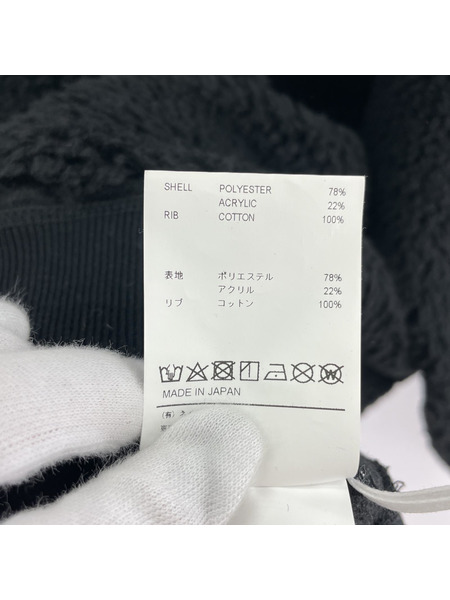 SHELL POLYESTER 78%
ACRYLIC 22%
RIB COTTON 100%
表地 ポリエステル 78%
アクリル 22%
リブ コットン 100%
MADE IN JAPAN
(有)